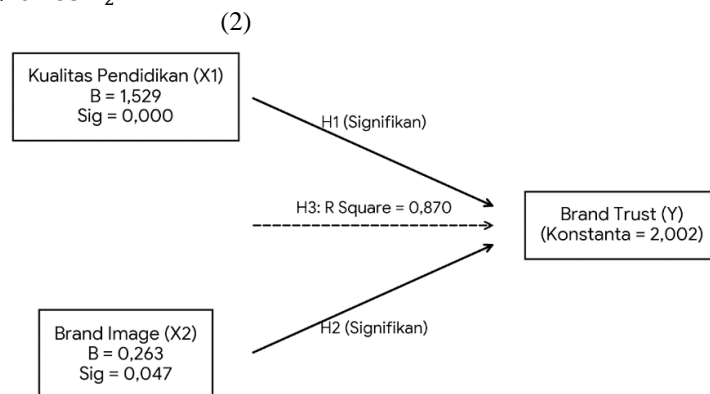 (2)
Kualitas Pendidikan (X1)
B = 1,529
Sig = 0,000
H1 (Signifikan)
H3: R Square = 0,870
Brand Trust (Y)
(Konstanta = 2,002)
H2 (Signifikan)
Brand Image (X2)
B = 0,263
Sig = 0,047